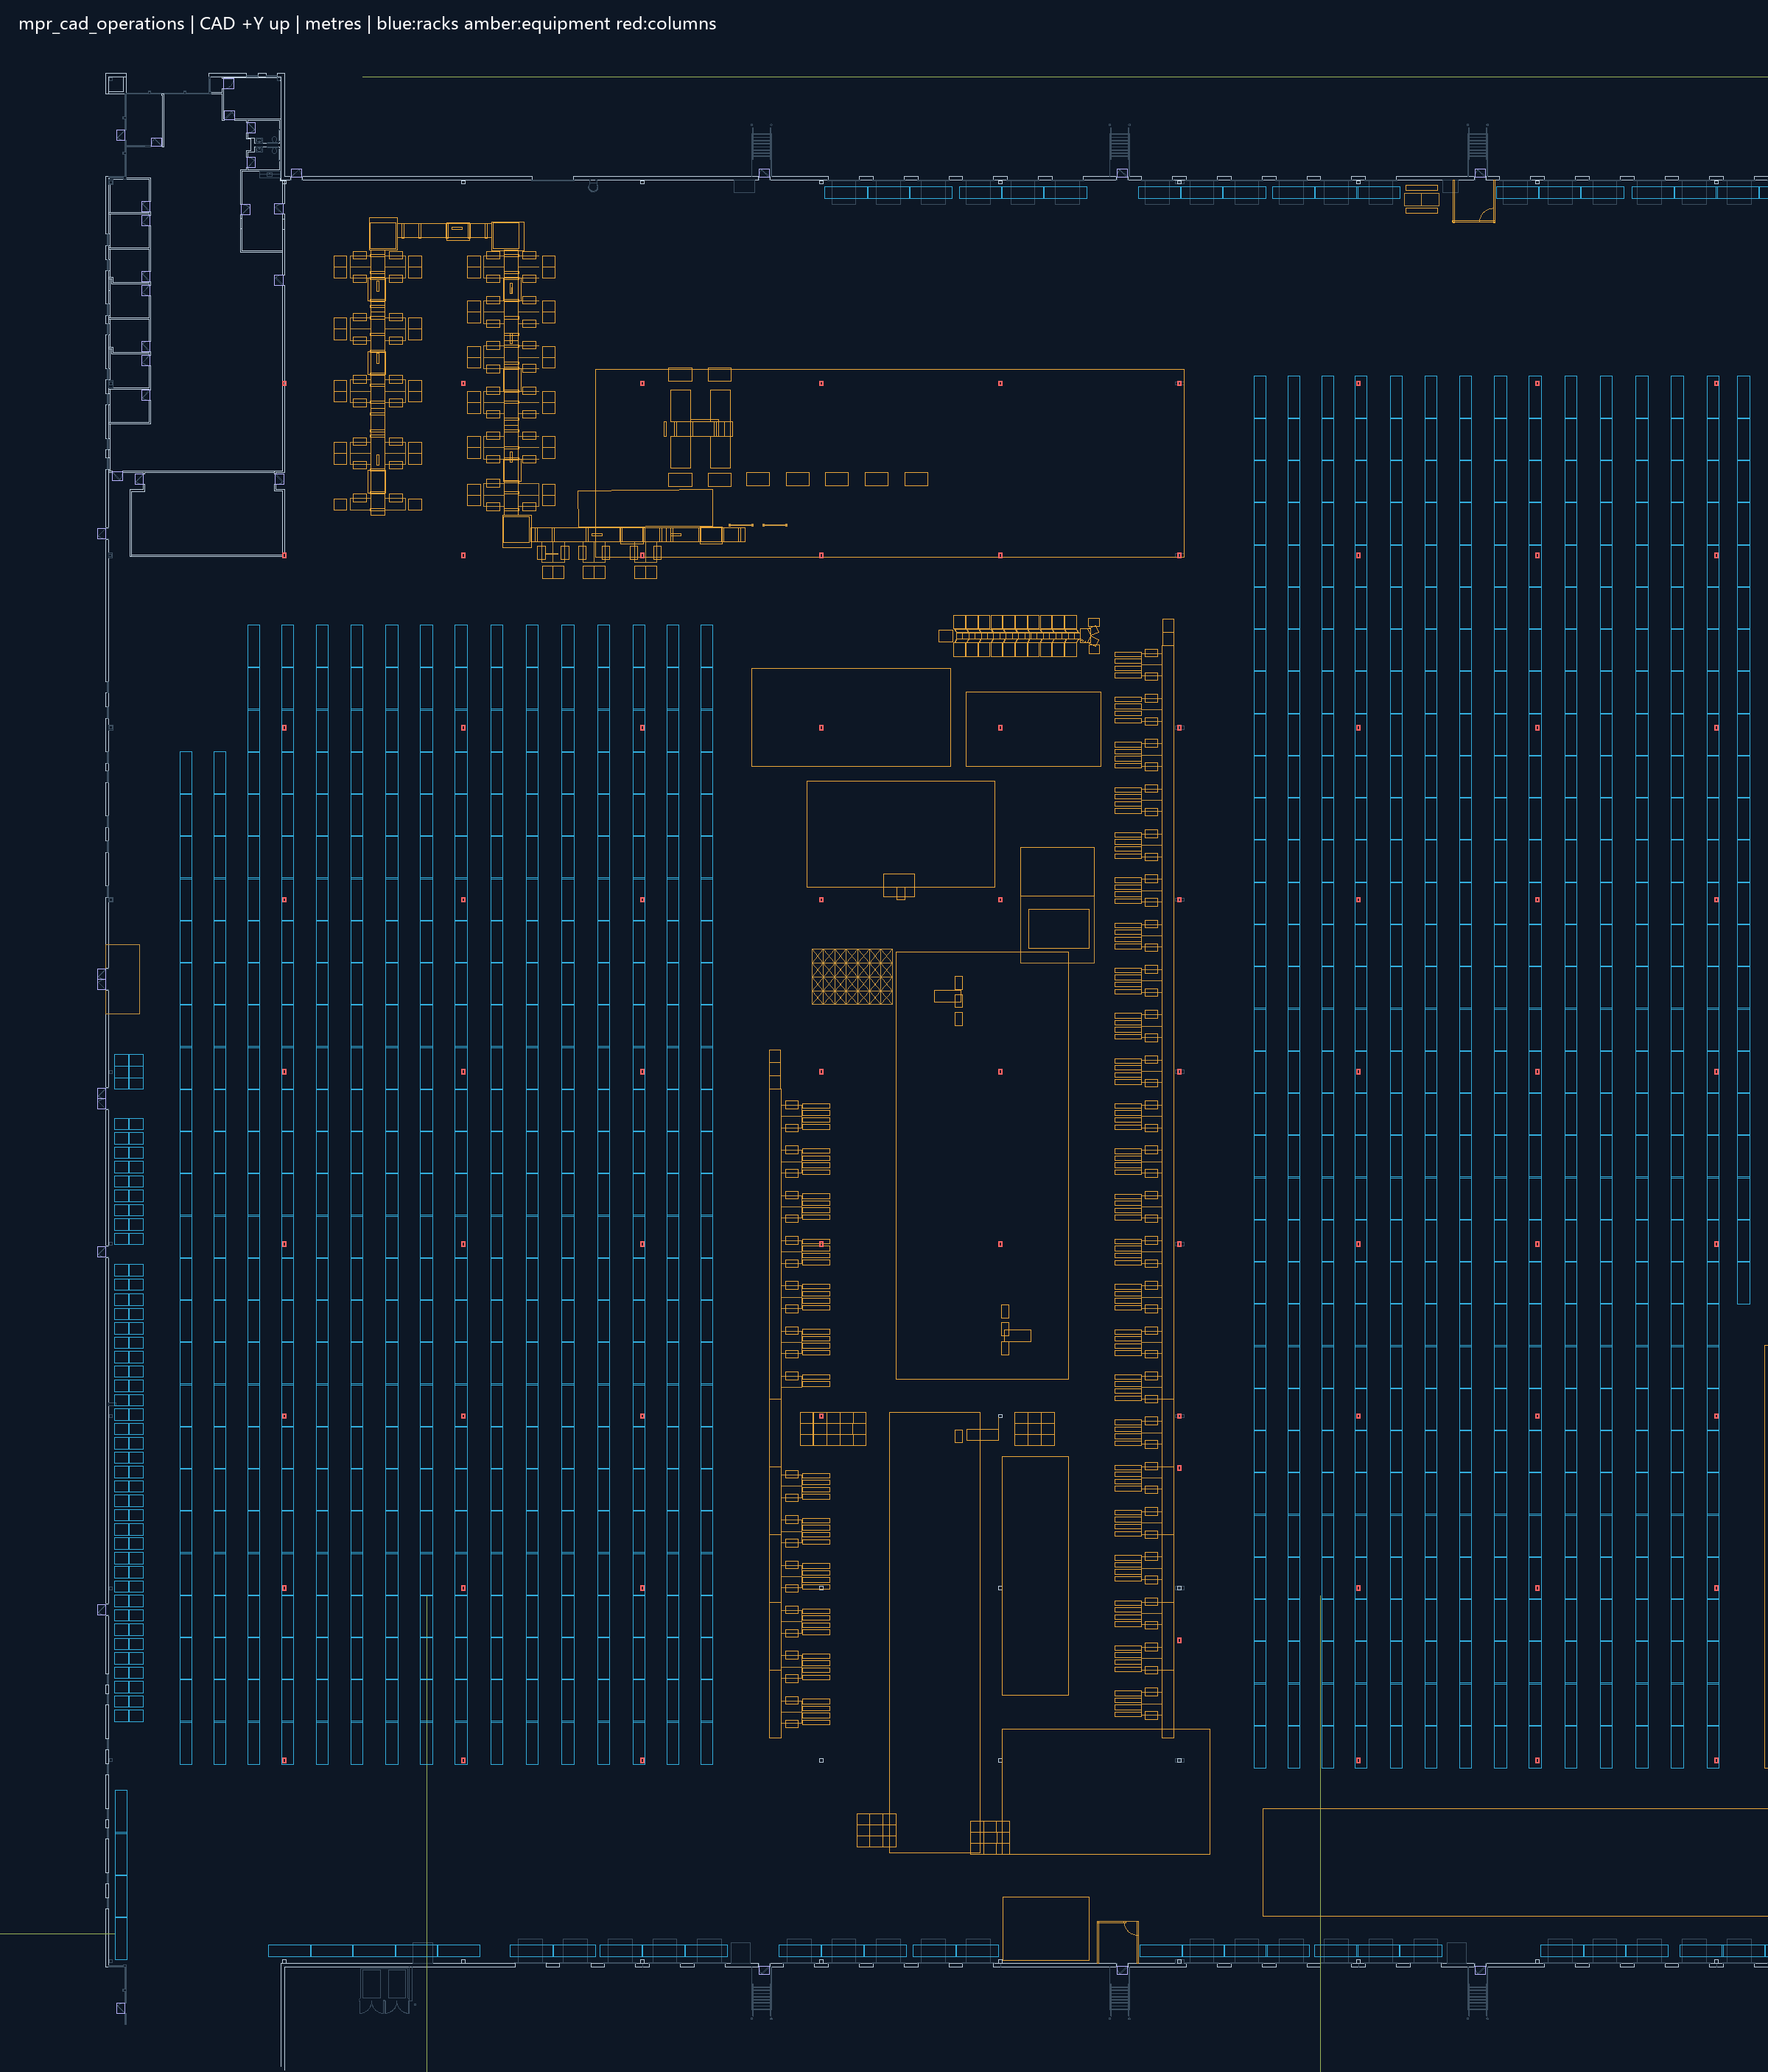 mpr_cad_operations | CAD +Y up | metres | blue:racks amber:equipment red:columns